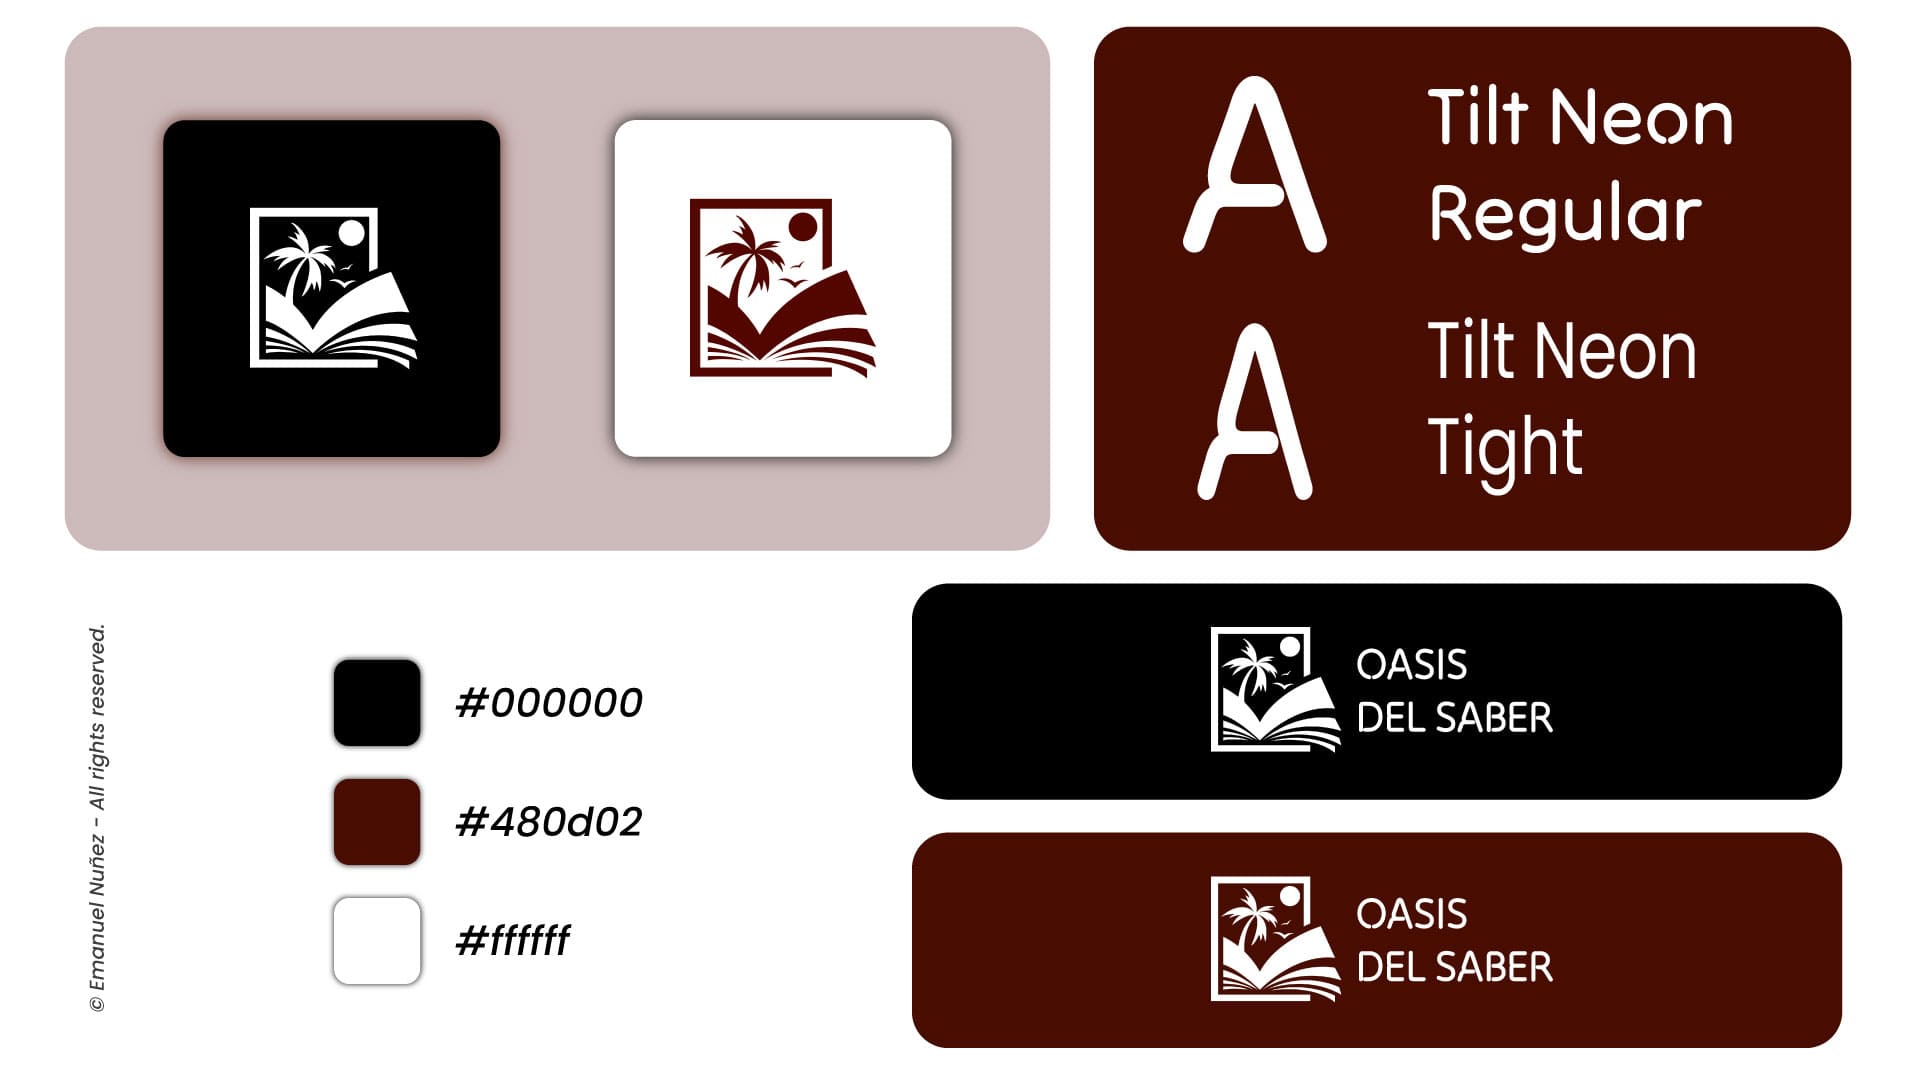 A
Tilt Neon
Regular
A
Tilt Neon
Tight
© Emanuel Nuñez - All rights reserved.
#000000
#480d02
#ffffff
OASIS
DEL SABER
OASIS
DEL SABER